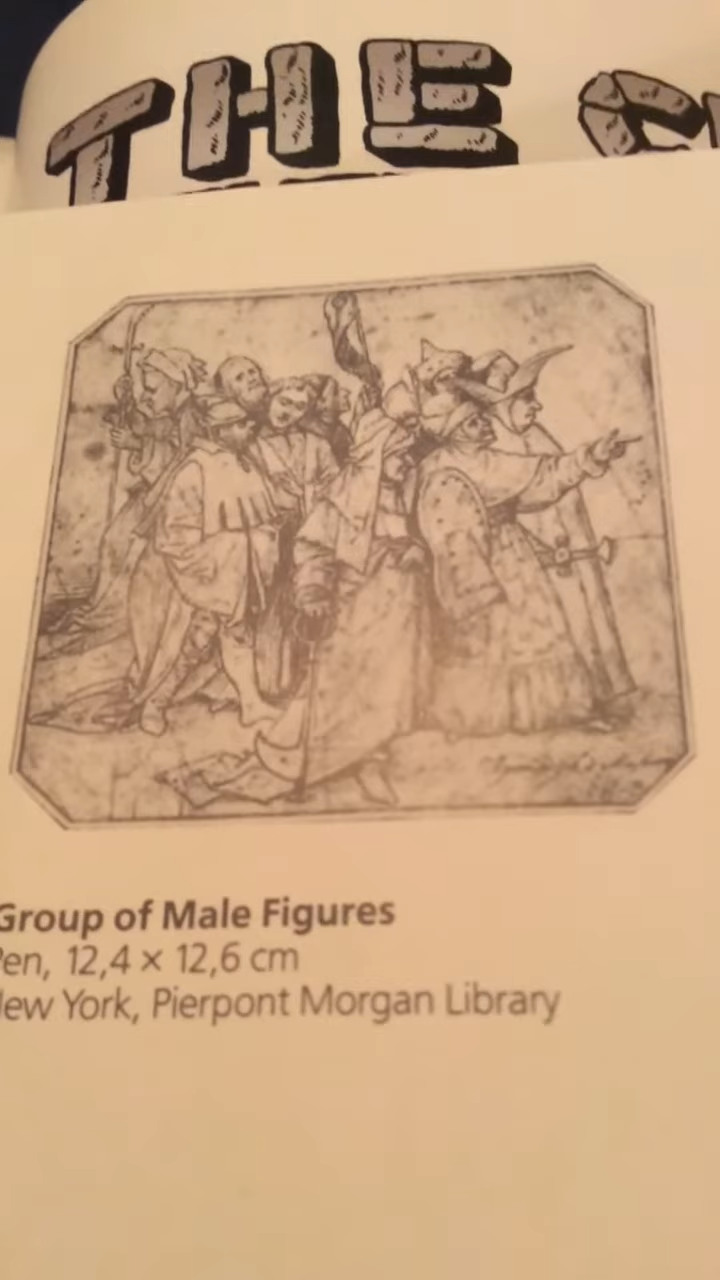 THE
Group of Male Figures
Pen, 12,4 × 12,6 cm
New York, Pierpont Morgan Library